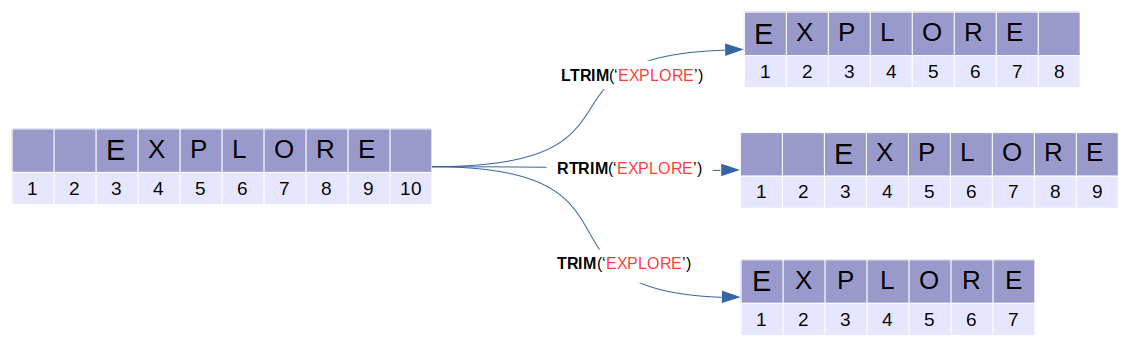 E X P L O R E
1 2 3 4 5 6 7 8 9 10
LTRIM(‘EXPLORE’)
E X P L O R E
1 2 3 4 5 6 7 8
RTRIM(‘EXPLORE’)
E X P L O R E
1 2 3 4 5 6 7 8 9
TRIM(‘EXPLORE’)
E X P L O R E
1 2 3 4 5 6 7